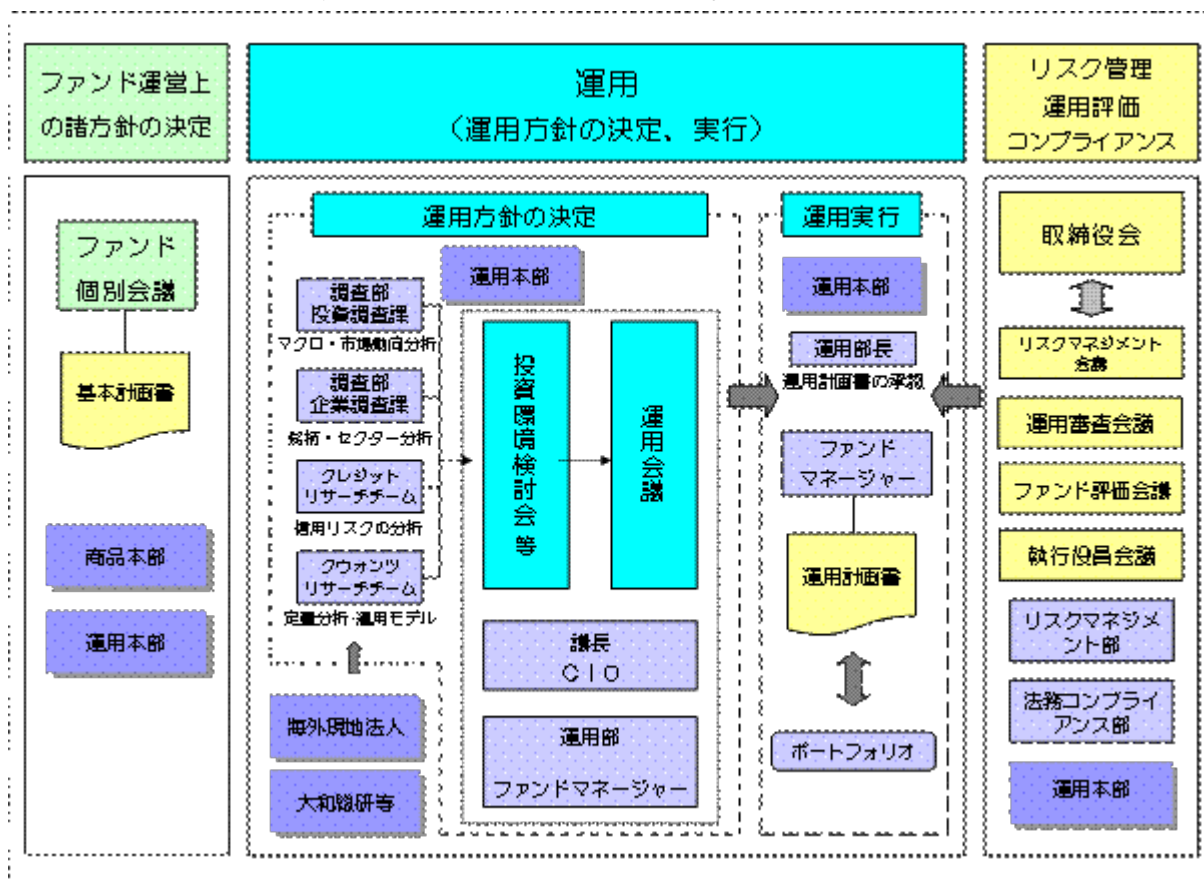 ファンド運営上
の諸方針の決定
運用
（運用方針の決定、実行）
リスク管理
運用評価
コンプライアンス
ファンド
個別会議
基本計画書
商品本部
運用本部
運用方針の決定
運用本部
調査部
投資調査課
マクロ・市場動向分析
調査部
企業調査課
銘柄・セクター分析
クレジット
リサーチチーム
信用リスクの分析
クウォンツ
リサーチチーム
定量分析・運用モデル
海外現地法人
大和総研等
投資環境検討会等
運用会議
議長
ＣＩＯ
運用部
ファンドマネージャー
運用実行
運用本部
運用部長
運用計画書の承認
ファンド
マネージャー
運用計画書
ポートフォリオ
取締役会
リスクマネジメント
会議
運用審査会議
ファンド評価会議
執行役員会議
リスクマネジメ
ント部
法務コンプライ
アンス部
運用本部